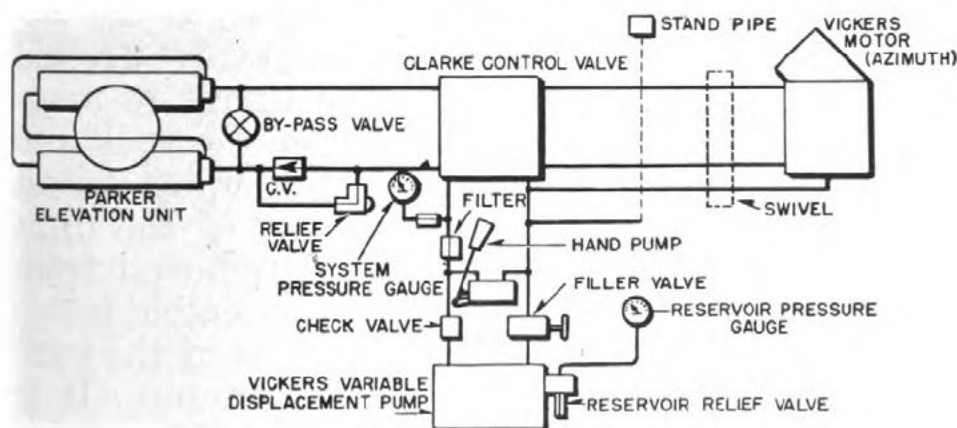 STAND PIPE
VICKERS
MOTOR
(AZIMUTH)
CLARKE CONTROL VALVE
BY-PASS VALVE
C.V.
PARKER
ELEVATION UNIT
RELIEF
VALVE
SYSTEM
PRESSURE GAUGE
FILTER
HAND PUMP
SWIVEL
FILLER VALVE
RESERVOIR PRESSURE
GAUGE
CHECK VALVE
VICKERS VARIABLE
DISPLACEMENT PUMP
RESERVOIR RELIEF VALVE